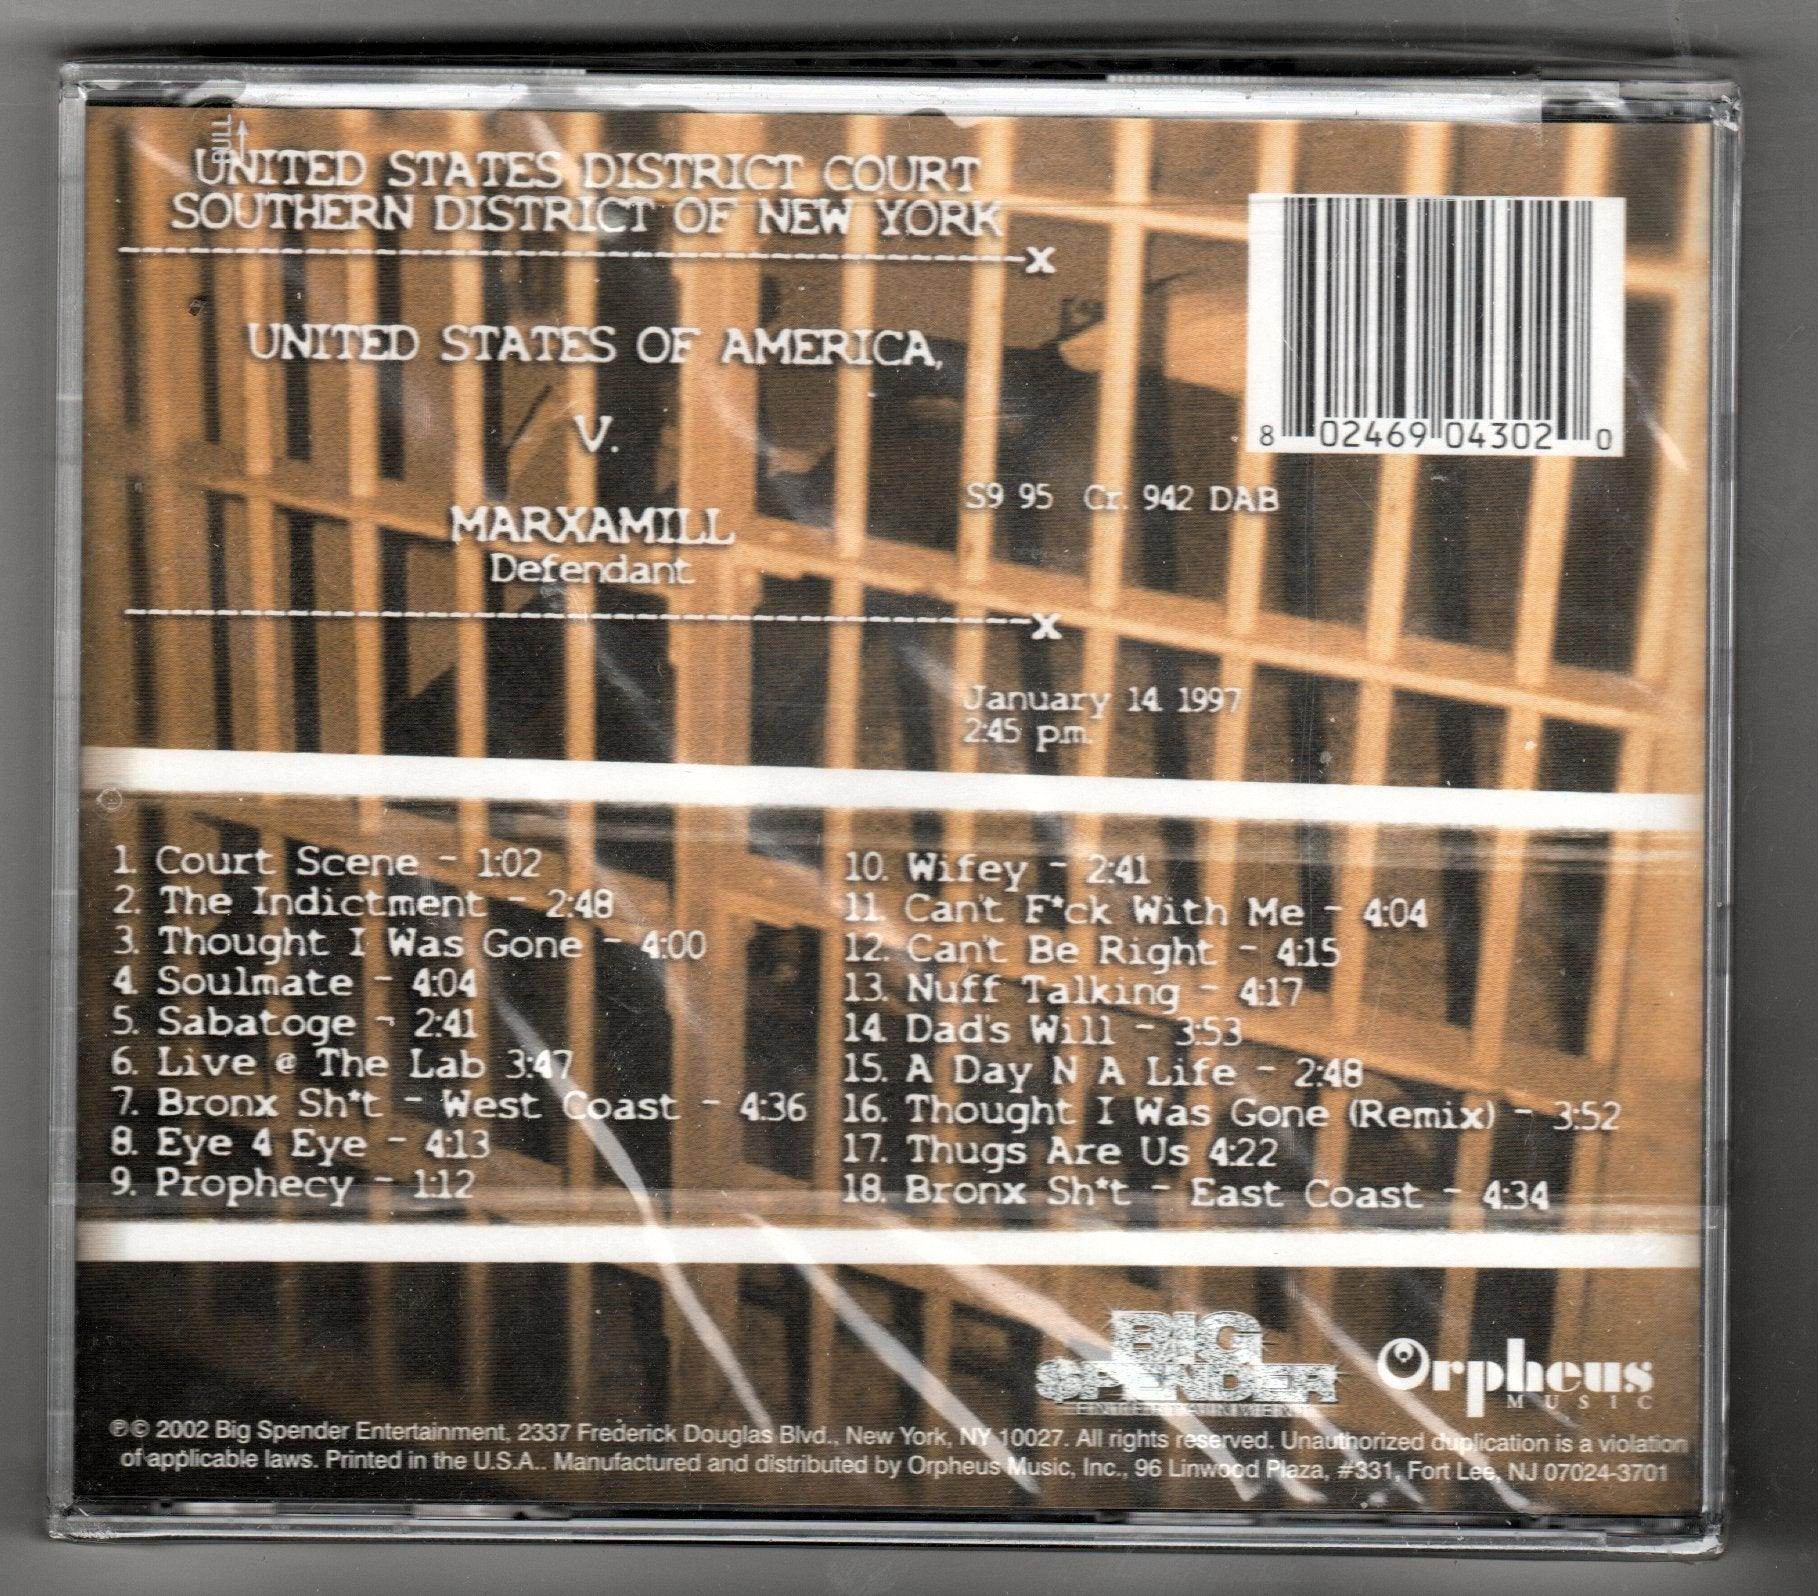 PULL
UNITED STATES DISTRICT COURT
SOUTHERN DISTRICT OF NEW YORK
---------------------------------------------x
UNITED STATES OF AMERICA,
V.
S9 95 Cr. 942 DAB
MARXAMILL
Defendant
---------------------------------------------x
January 14 1997
2:45 p.m.
8 02469 04302 0
1. Court Scene - 1:02
2. The Indictment - 2:48
3. Thought I Was Gone - 4:00
4. Soulmate - 4:04
5. Sabatoge - 2:41
6. Live @ The Lab 3:47
7. Bronx Sh*t - West Coast - 4:36
8. Eye 4 Eye - 4:13
9. Prophecy - 1:12
10. Wifey - 2:41
11. Can't F*ck With Me - 4:04
12. Can't Be Right - 4:15
13. Nuff Talking - 4:17
14. Dad's Will - 3:53
15. A Day N A Life - 2:48
16. Thought I Was Gone (Remix) - 3:52
17. Thugs Are Us 4:22
18. Bronx Sh*t - East Coast - 4:34
BIG
SPENDER
ENTERTAINMENT
Orpheus
MUSIC
℗© 2002 Big Spender Entertainment, 2337 Frederick Douglas Blvd., New York, NY 10027. All rights reserved. Unauthorized duplication is a violation
of applicable laws. Printed in the U.S.A.. Manufactured and distributed by Orpheus Music, Inc., 96 Linwood Plaza, #331, Fort Lee, NJ 07024-3701